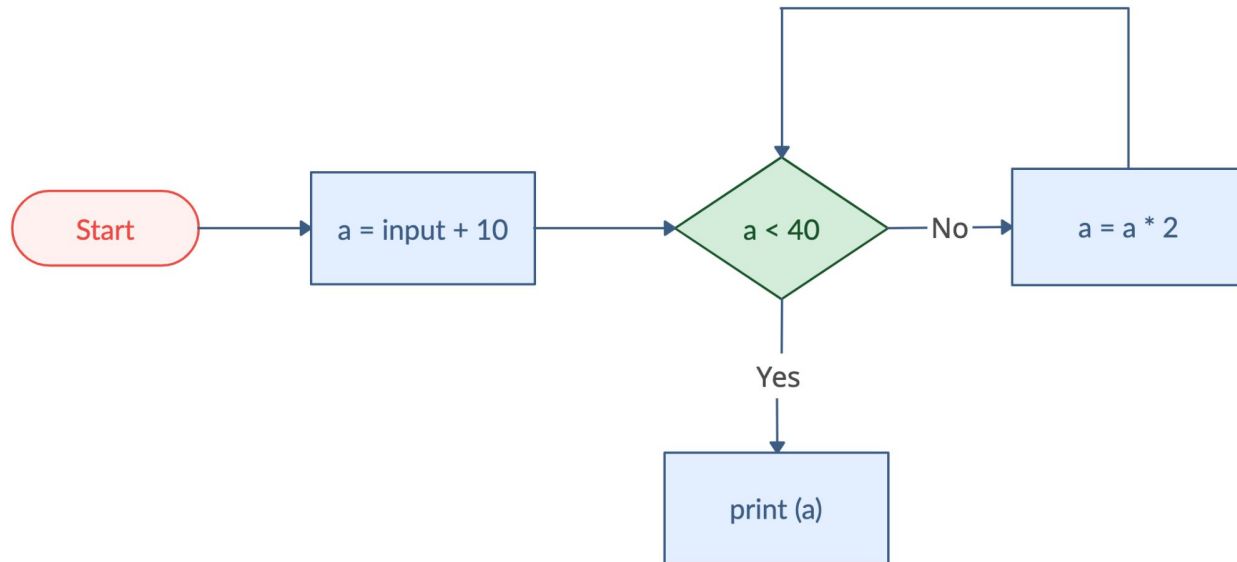 Start
a = input + 10
a < 40
No
a = a * 2
Yes
print (a)